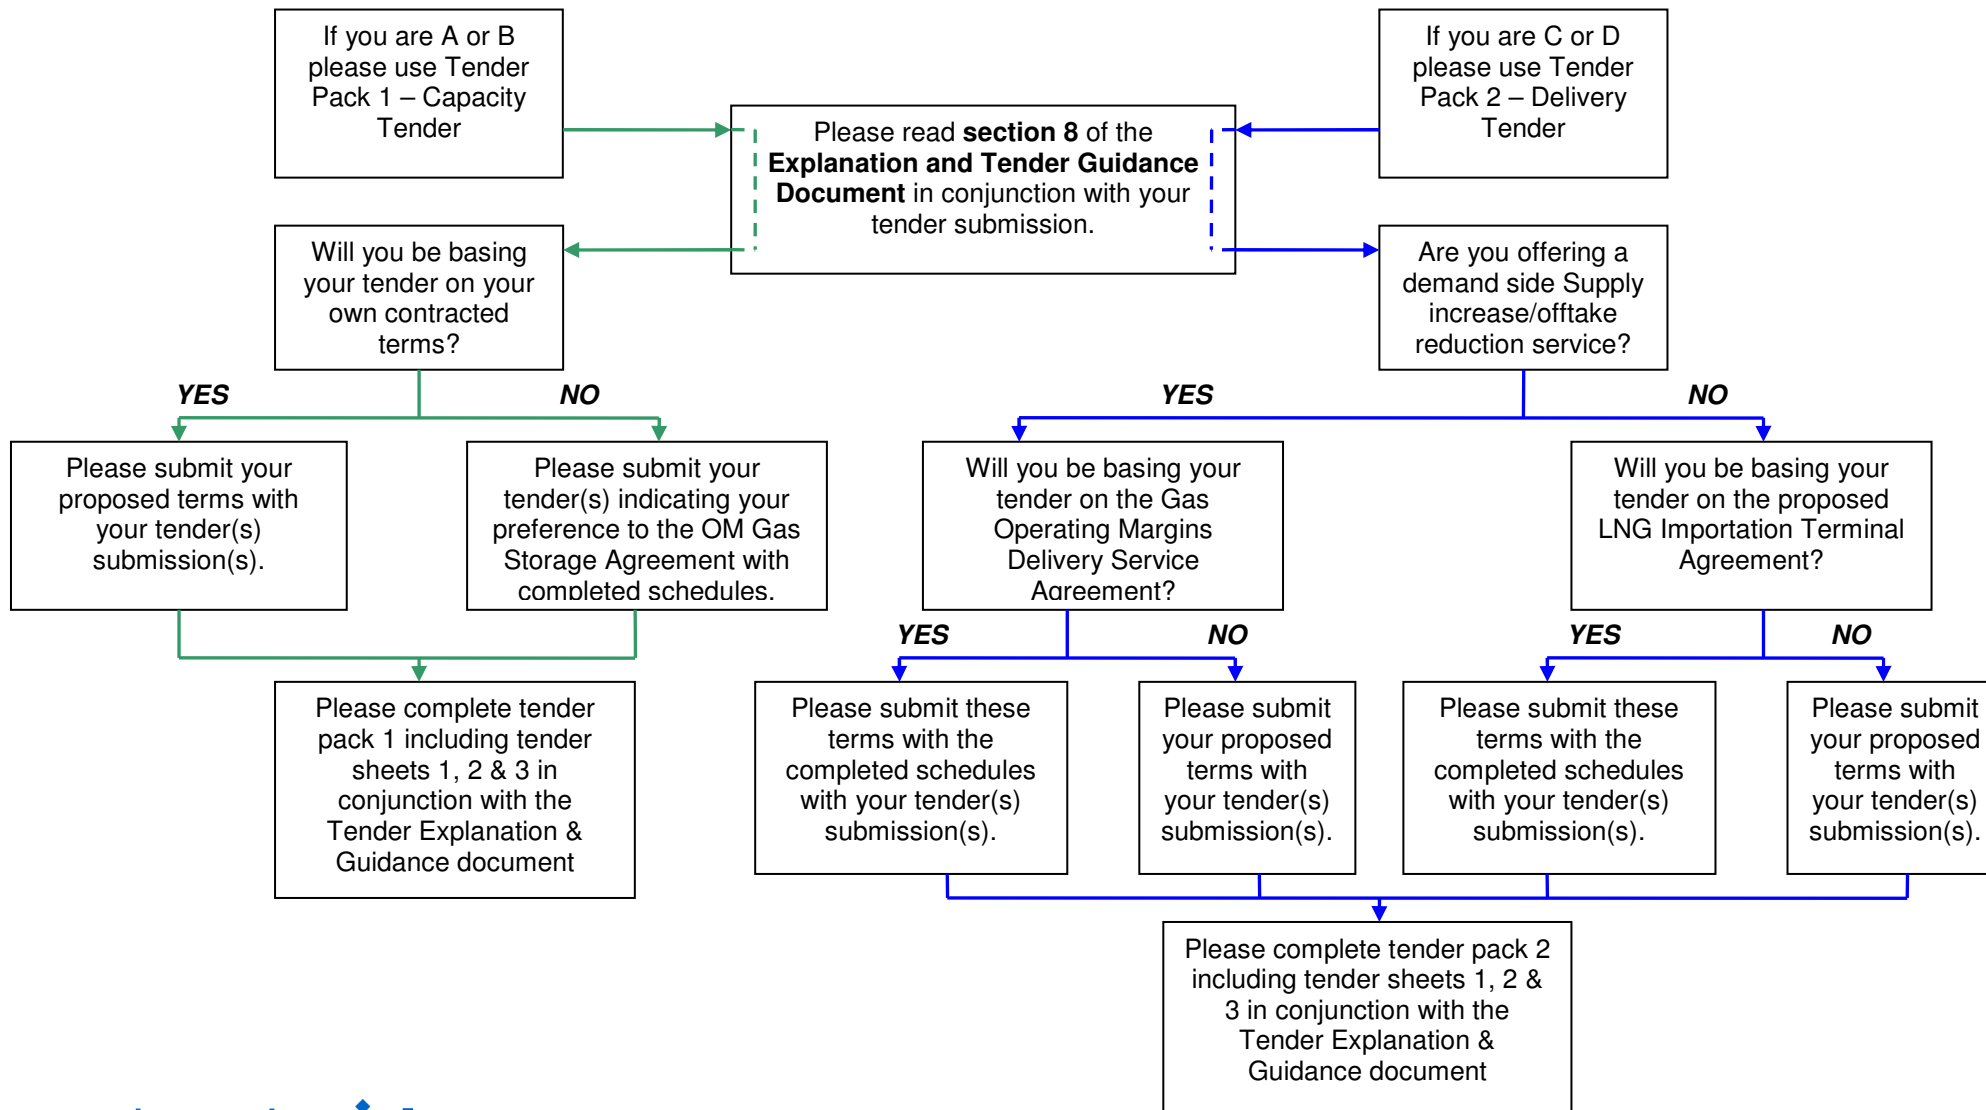 If you are A or B
please use Tender
Pack 1 – Capacity
Tender
If you are C or D
please use Tender
Pack 2 – Delivery
Tender
Please read section 8 of the
Explanation and Tender Guidance
Document in conjunction with your
tender submission.
Will you be basing
your tender on your
own contracted
terms?
Are you offering a
demand side Supply
increase/offtake
reduction service?
YES
NO
YES
NO
Please submit your
proposed terms with
your tender(s)
submission(s).
Please submit your
tender(s) indicating your
preference to the OM Gas
Storage Agreement with
completed schedules.
Will you be basing your
tender on the Gas
Operating Margins
Delivery Service
Agreement?
Will you be basing your
tender on the proposed
LNG Importation Terminal
Agreement?
YES
NO
YES
NO
Please complete tender
pack 1 including tender
sheets 1, 2 & 3 in
conjunction with the
Tender Explanation &
Guidance document
Please submit these
terms with the
completed schedules
with your tender(s)
submission(s).
Please submit
your proposed
terms with
your tender(s)
submission(s).
Please submit these
terms with the
completed schedules
with your tender(s)
submission(s).
Please submit
your proposed
terms with
your tender(s)
submission(s).
Please complete tender pack 2
including tender sheets 1, 2 &
3 in conjunction with the
Tender Explanation &
Guidance document